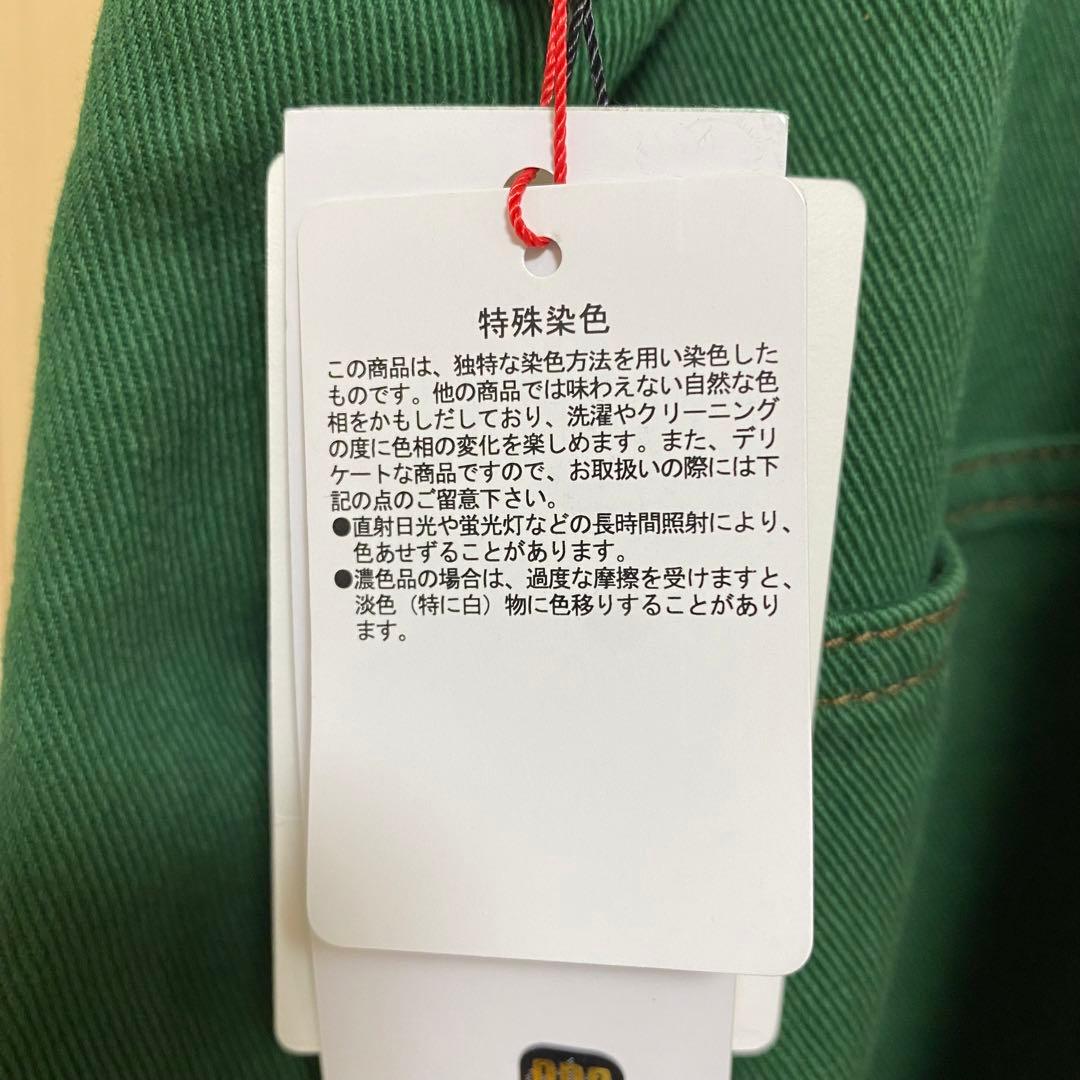 特殊染色
この商品は、独特な染色方法を用い染色した
ものです。他の商品では味わえない自然な色
相をかもしだしており、洗濯やクリーニング
の度に色相の変化を楽しめます。また、デリ
ケートな商品ですので、お取扱いの際には下
記の点のご留意下さい。
●直射日光や蛍光灯などの長時間照射により、
色あせずることがあります。
●濃色品の場合は、過度な摩擦を受けますと、
淡色（特に白）物に色移りすることがあり
ます。